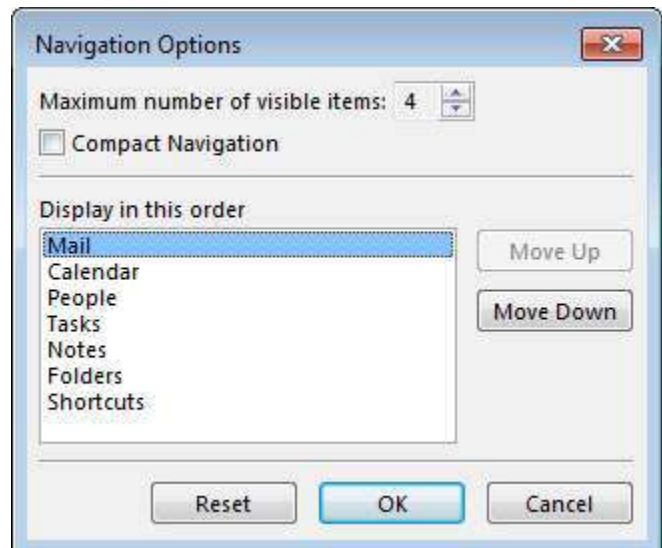 Navigation Options
Maximum number of visible items: 4
Compact Navigation
Display in this order
Mail
Calendar
People
Tasks
Notes
Folders
Shortcuts
Move Up
Move Down
Reset OK Cancel